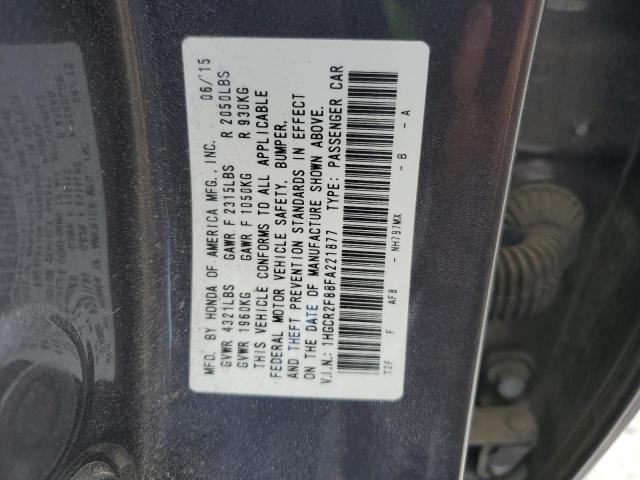 MFD. BY HONDA OF AMERICA MFG., INC. 06/'15
GVWR 4321LBS GAWR F 2315LBS R 2050LBS
GVWR 1960KG GAWR F 1050KG R 930KG
THIS VEHICLE CONFORMS TO ALL APPLICABLE
FEDERAL MOTOR VEHICLE SAFETY, BUMPER,
AND THEFT PREVENTION STANDARDS IN EFFECT
ON THE DATE OF MANUFACTURE SHOWN ABOVE.
V.I.N.: 1HGCR2F88FA221877 TYPE: PASSENGER CAR
T2F F AF8 - NH797MX - B - A